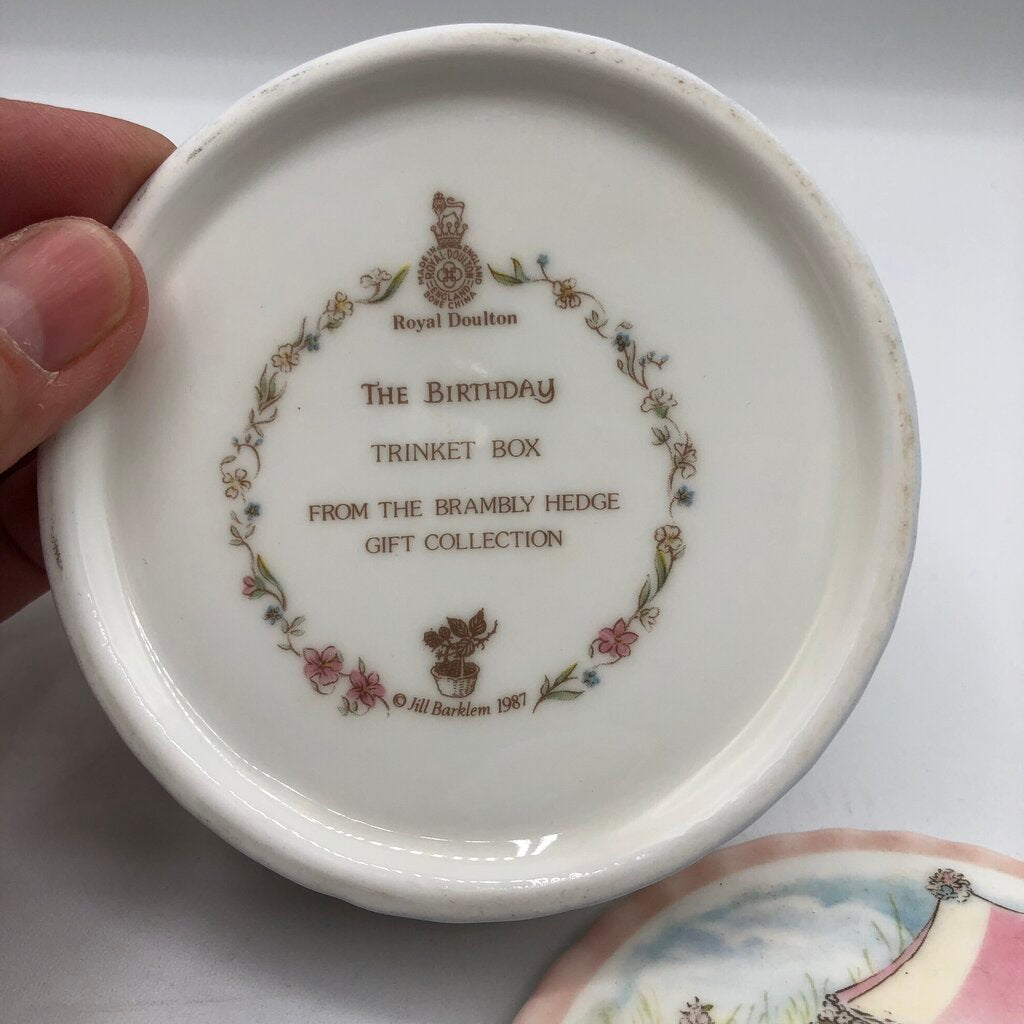 MADE IN ENGLAND
ROYAL DOULTON
ENGLAND
BONE CHINA
Royal Doulton
THE BIRTHDAY
TRINKET BOX
FROM THE BRAMBLY HEDGE
GIFT COLLECTION
© Jill Barklem 1987